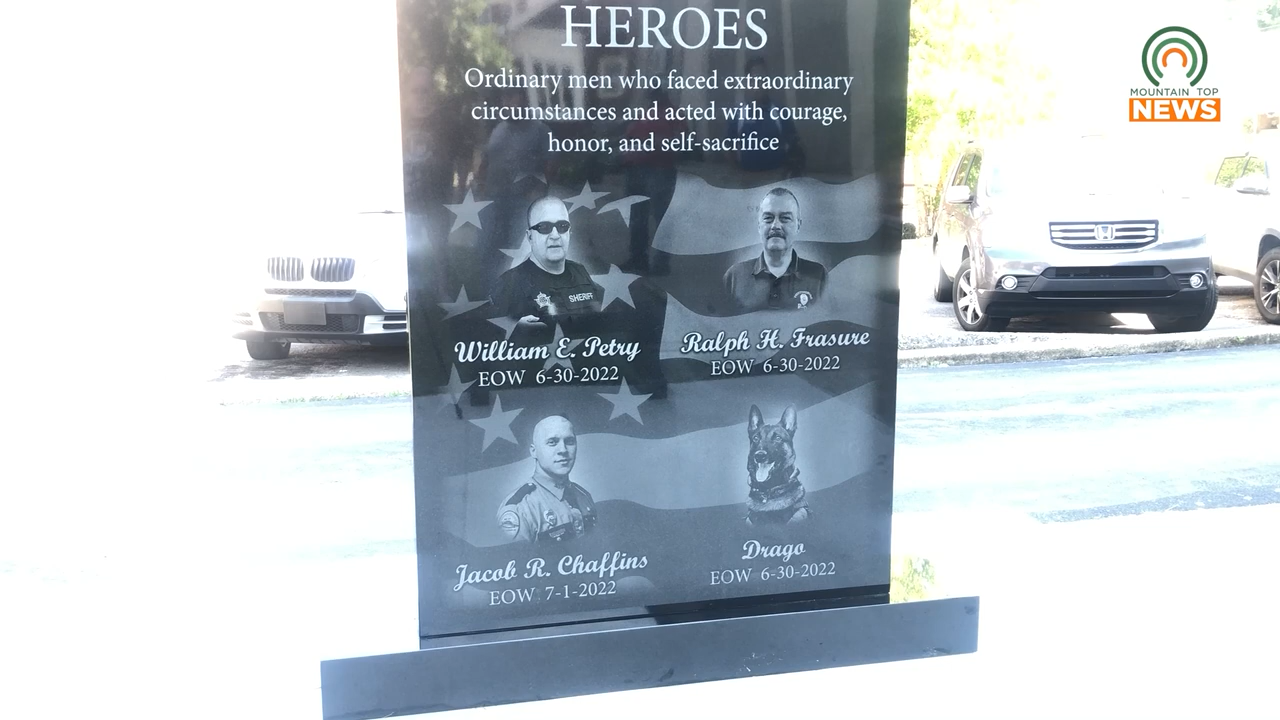 HEROES
Ordinary men who faced extraordinary
circumstances and acted with courage,
honor, and self-sacrifice
MOUNTAIN TOP
NEWS
SHERIFF
William E. Petry
EOW 6-30-2022
Ralph H. Frasure
EOW 6-30-2022
Jacob R. Chaffins
EOW 7-1-2022
Drago
EOW 6-30-2022